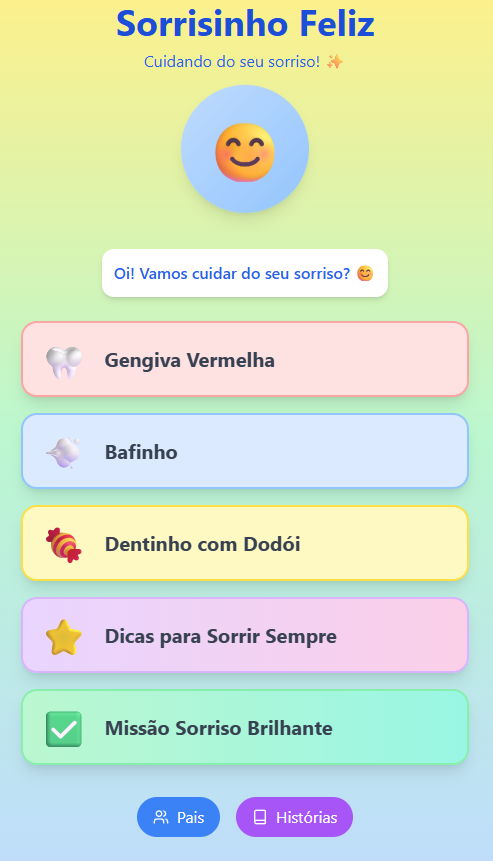 Sorrisinho Feliz
Cuidando do seu sorriso! ✨
Oi! Vamos cuidar do seu sorriso? 😊
Gengiva Vermelha
Bafinho
Dentinho com Dodói
Dicas para Sorrir Sempre
Missão Sorriso Brilhante
Pais
Histórias